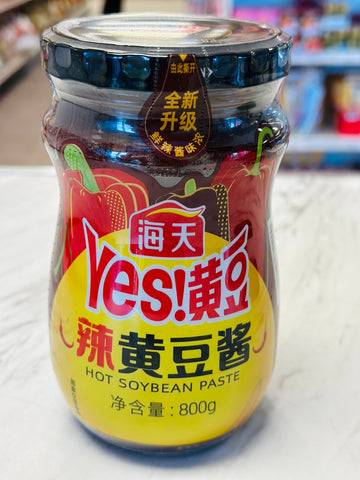 由此撕开
全新
升级
鲜辣酱味浓
海天
Yes!黄豆
辣黄豆酱
HOT SOYBEAN PASTE
净含量:800g